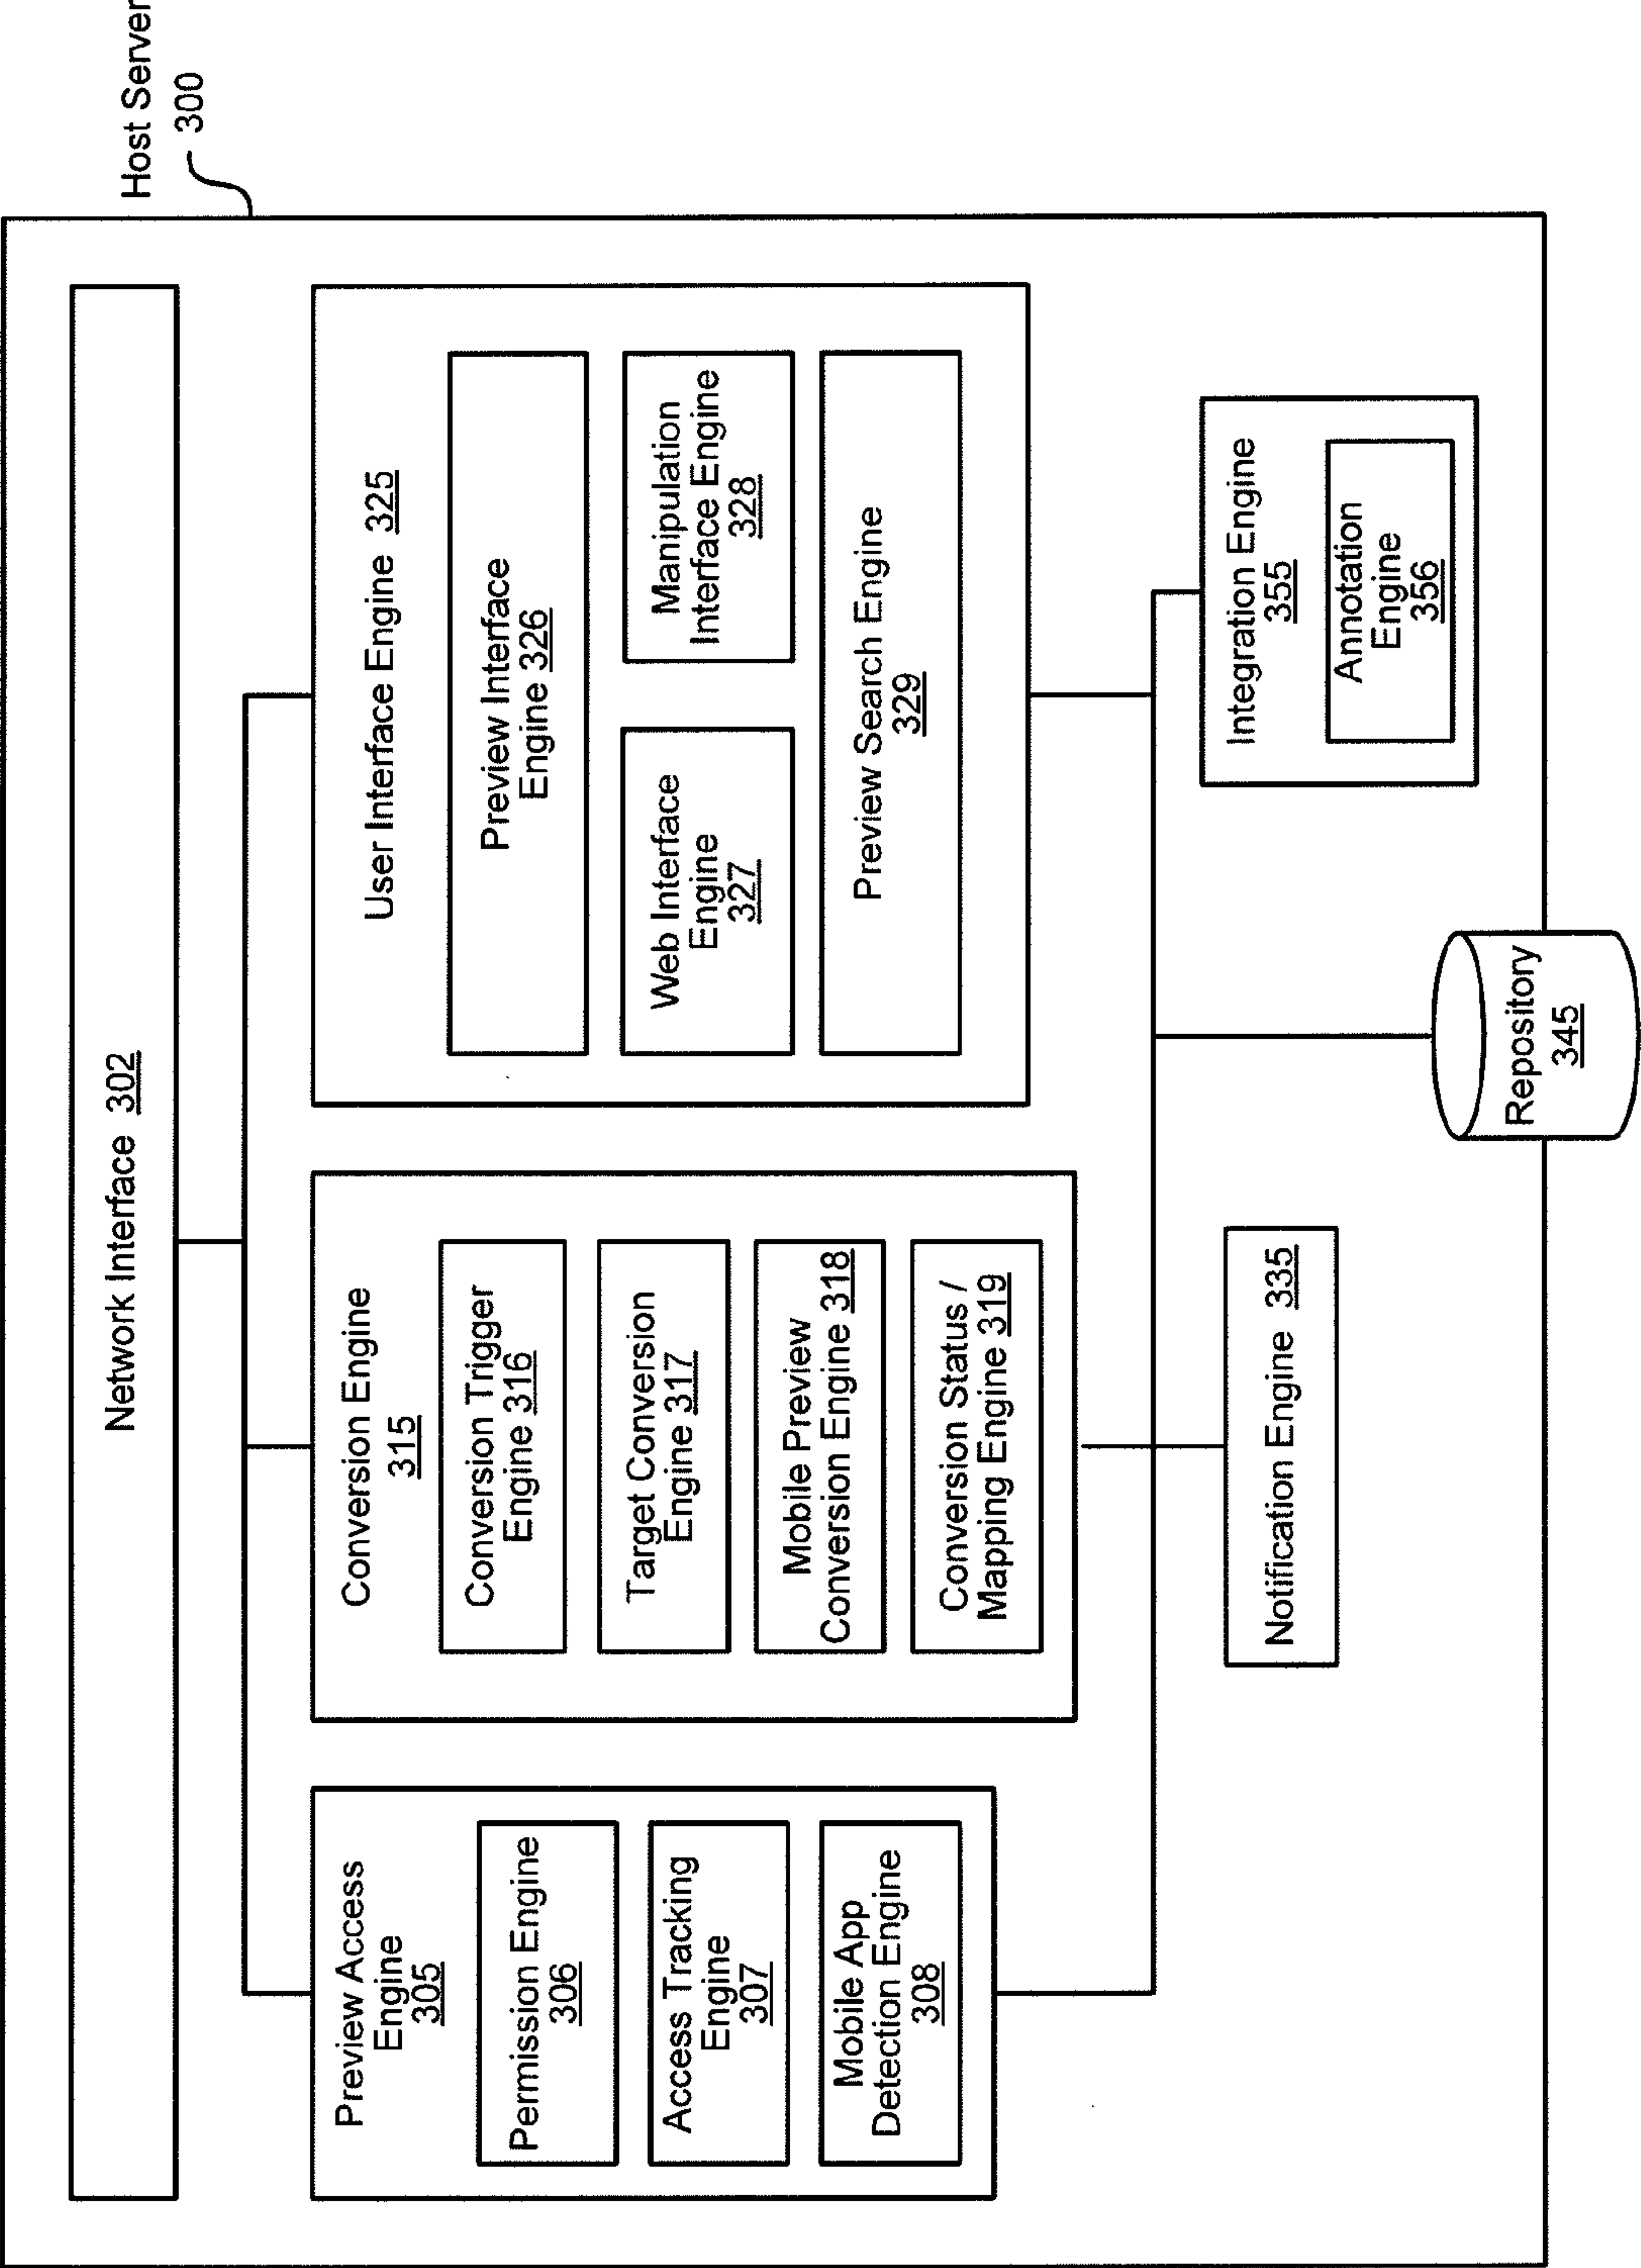 Host Server
300
Network Interface 302
Preview Access
Engine
305
Permission Engine
306
Access Tracking
Engine
307
Mobile App
Detection Engine
308
Conversion Engine
315
Conversion Trigger
Engine 316
Target Conversion
Engine 317
Mobile Preview
Conversion Engine 318
Conversion Status /
Mapping Engine 319
User Interface Engine 325
Preview Interface
Engine 326
Web Interface
Engine
327
Manipulation
Interface Engine
328
Preview Search Engine
329
Notification Engine 335
Repository
345
Integration Engine
355
Annotation
Engine
356